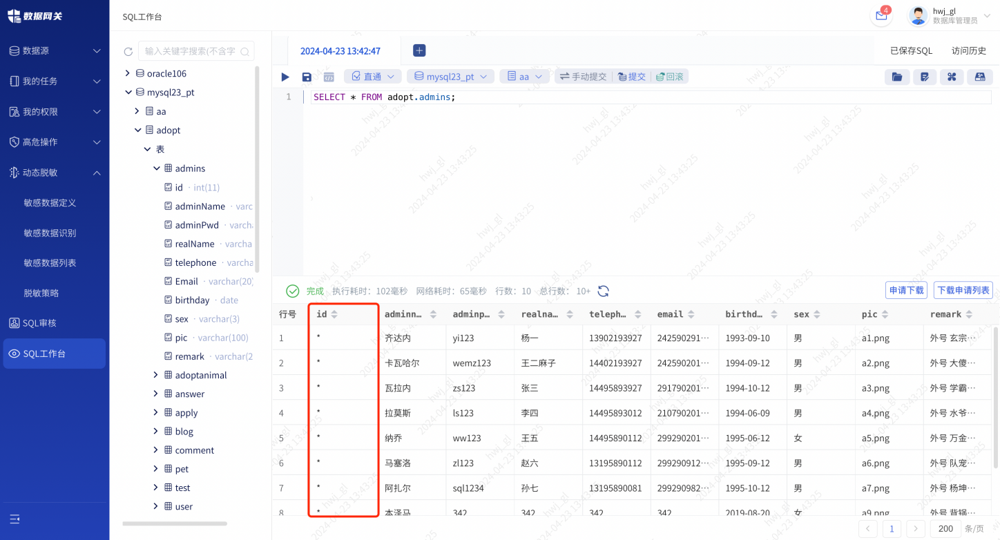 数据网关
SQL工作台
4
hwj_gl
数据库管理员
数据源
我的任务
我的权限
高危操作
动态脱敏
敏感数据定义
敏感数据识别
敏感数据列表
脱敏策略
SQL审核
SQL工作台
输入关键字搜索(不含字
oracle106
mysql23_pt
aa
adopt
表
admins
id · int(11)
adminName · varc
adminPwd · varch
realName · varcha
telephone · varcha
Email · varchar(20)
birthday · date
sex · varchar(3)
pic · varchar(100)
remark · varchar(2
adoptanimal
answer
apply
blog
comment
pet
test
user
2024-04-23 13:42:47
已保存SQL 访问历史
直通 mysql23_pt aa 手动提交 提交 回滚
1 SELECT * FROM adopt.admins;
完成 执行耗时: 102毫秒 网络耗时: 65毫秒 行数: 10 总行数: 10+
申请下载 下载申请列表
行号 id adminn… adminp… realna… teleph… email birthd… sex pic remark
1 * 齐达内 yi123 杨一 13902193927 242590291… 1993-09-10 男 a1.png 外号 玄宗…
2 * 卡瓦哈尔 wemz123 王二麻子 14402193927 242590201… 1994-09-12 男 a2.png 外号 大傻…
3 * 瓦拉内 zs123 张三 14495893927 291790201… 1994-10-12 男 a3.png 外号 学霸…
4 * 拉莫斯 ls123 李四 14495893012 210790201… 1994-06-09 男 a4.png 外号 水爷…
5 * 纳乔 ww123 王五 14495890112 299290201… 1995-06-12 女 a5.png 外号 万金…
6 * 马塞洛 zl123 赵六 13195890112 299290912… 1995-09-12 男 a6.png 外号 队宠…
7 * 阿扎尔 sql1234 孙七 13195890081 299290982… 1995-10-12 男 a7.png 外号 杨坤…
8 * 本泽马 342 342 342 342 2019-08-20 女 a9.png 外号 背锅…
1 200 条/页
hwj_gl
2024-04-23 13:43:25